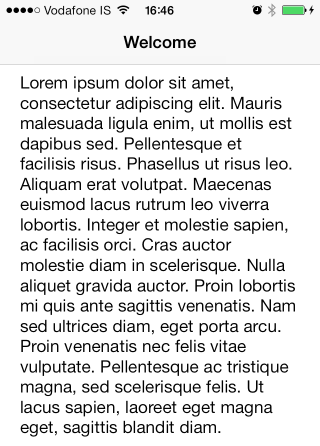 Vodafone IS 16:46
Welcome
Lorem ipsum dolor sit amet,
consectetur adipiscing elit. Mauris
malesuada ligula enim, ut mollis est
dapibus sed. Pellentesque et
facilisis risus. Phasellus ut risus leo.
Aliquam erat volutpat. Maecenas
euismod lacus rutrum leo viverra
lobortis. Integer et molestie sapien,
ac facilisis orci. Cras auctor
molestie diam in scelerisque. Nulla
aliquet gravida auctor. Proin lobortis
mi quis ante sagittis venenatis. Nam
sed ultrices diam, eget porta arcu.
Proin venenatis nec felis vitae
vulputate. Pellentesque ac tristique
magna, sed scelerisque felis. Ut
lacus sapien, laoreet eget magna
eget, sagittis blandit diam.